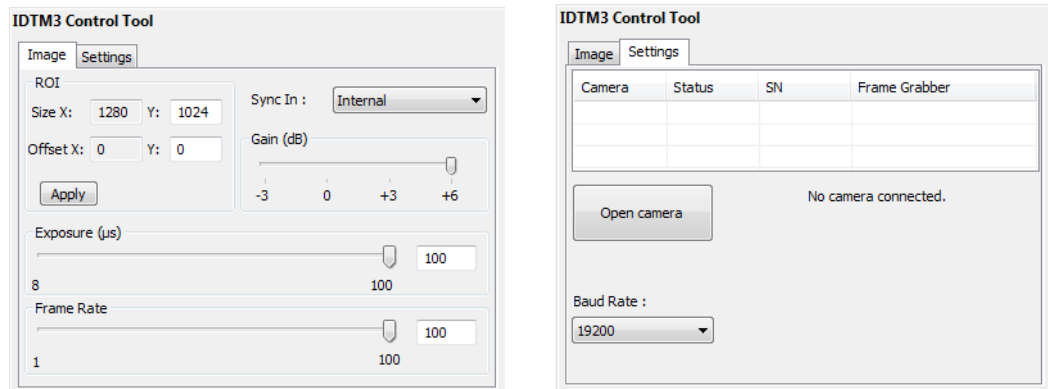 IDTM3 Control Tool
Image Settings
ROI
Size X: 1280 Y: 1024
Offset X: 0 Y: 0
Apply
Sync In : Internal
Gain (dB)
-3 0 +3 +6
Exposure (µs)
100
8 100
Frame Rate
100
1 100
IDTM3 Control Tool
Image Settings
Camera Status SN Frame Grabber
Open camera
No camera connected.
Baud Rate :
19200